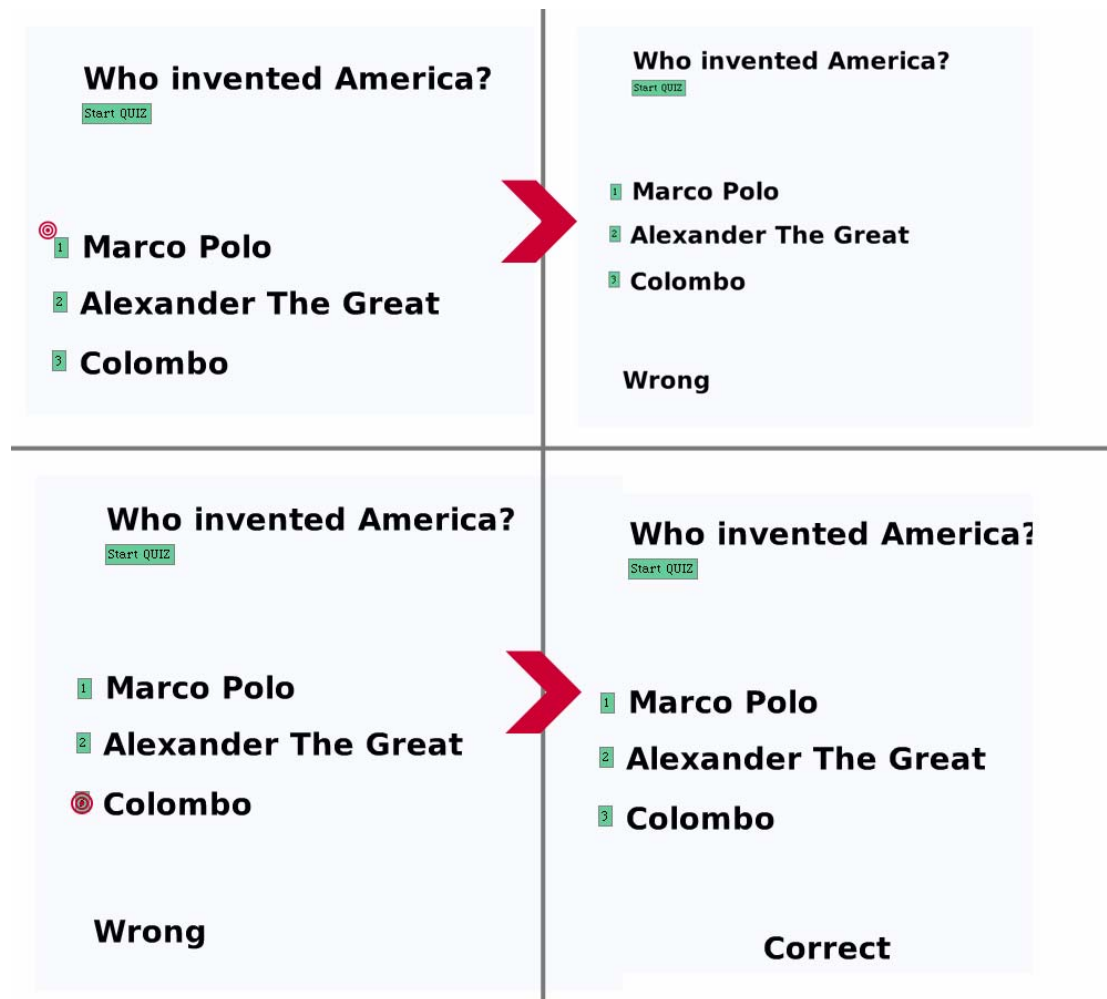 Who invented America?
Start QUIZ
1 Marco Polo
2 Alexander The Great
3 Colombo
Who invented America?
Start QUIZ
1 Marco Polo
2 Alexander The Great
3 Colombo
Wrong
Who invented America?
Start QUIZ
1 Marco Polo
2 Alexander The Great
Colombo
Wrong
Who invented America?
Start QUIZ
1 Marco Polo
2 Alexander The Great
3 Colombo
Correct